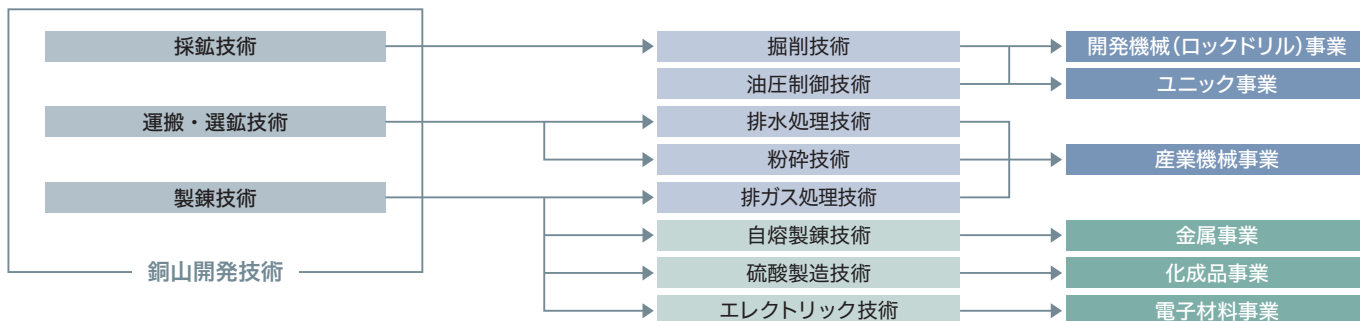 採鉱技術
運搬・選鉱技術
製錬技術
銅山開発技術
掘削技術
油圧制御技術
排水処理技術
粉砕技術
排ガス処理技術
自熔製錬技術
硫酸製造技術
エレクトリック技術
開発機械(ロックドリル)事業
ユニック事業
産業機械事業
金属事業
化成品事業
電子材料事業